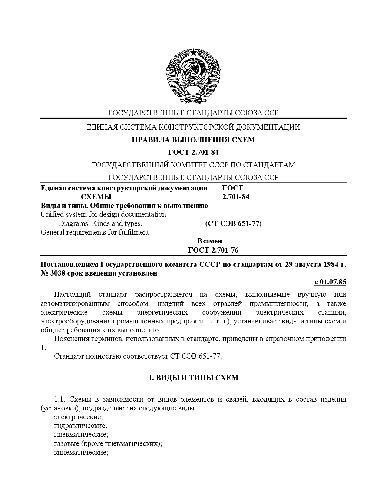 ГОСУДАРСТВЕННЫЕ СТАНДАРТЫ СОЮЗА ССР
ЕДИНАЯ СИСТЕМА КОНСТРУКТОРСКОЙ ДОКУМЕНТАЦИИ
ПРАВИЛА ВЫПОЛНЕНИЯ СХЕМ
ГОСТ 2.701-84
ГОСУДАРСТВЕННЫЙ КОМИТЕТ СССР ПО СТАНДАРТАМ
ГОСУДАРСТВЕННЫЕ СТАНДАРТЫ СОЮЗА ССР
Единая система конструкторской документации ГОСТ
СХЕМЫ 2.701-84
Виды и типы. Общие требования к выполнению
Unified system for design documentation.
Diagrams. Kinds and types. (СТ СЭВ 651-77)
General requirements for fulfilment
Взамен
ГОСТ 2.701-76
Постановлением Государственного комитета СССР по стандартам от 29 августа 1984 г.
№ 3038 срок введения установлен
с 01.07.85
Настоящий стандарт распространяется на схемы, выполняемые вручную или
автоматизированным способом, изделий всех отраслей промышленности, а также
электрические схемы энергетических сооружений электрических станций,
электрооборудования промышленных предприятий и т.п.), устанавливает виды и типы схем и
общие требования к их выполнению.
Пояснения терминов, использованных в стандарте, приведены в справочном приложении
1.
Стандарт полностью соответствует СТ СЭВ 651-77.
1. ВИДЫ И ТИПЫ СХЕМ
1.1. Схемы в зависимости от видов элементов и связей, входящих в состав изделия
(установки), подразделяют на следующие виды:
электрические;
гидравлические;
пневматические;
газовые (кроме пневматических);
кинематические;